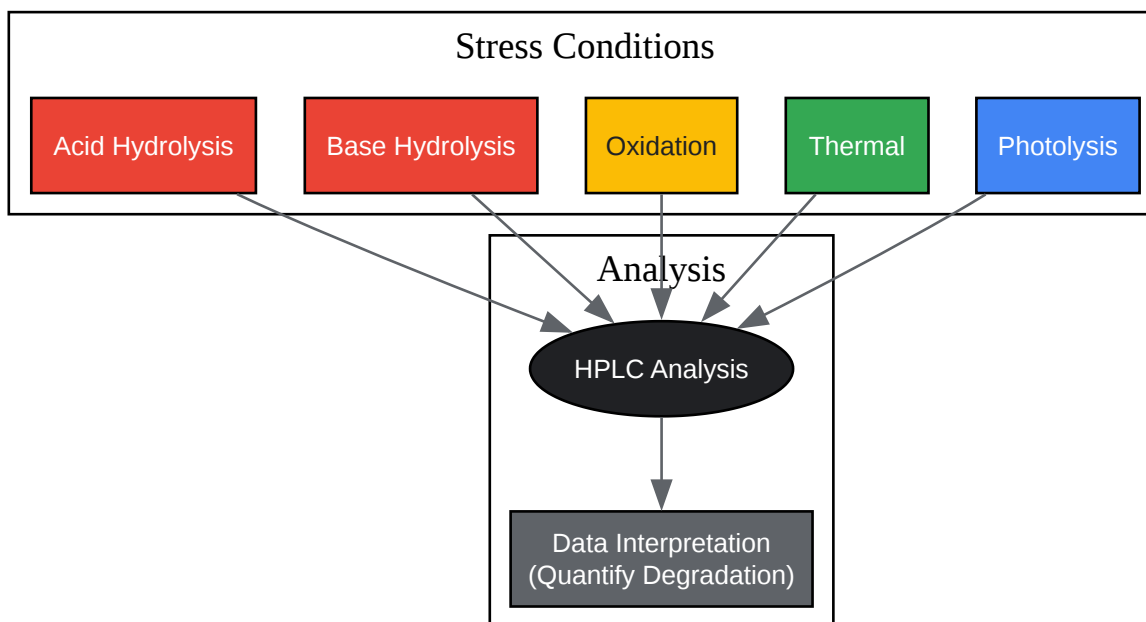 Stress Conditions
Acid Hydrolysis
Base Hydrolysis
Oxidation
Thermal
Photolysis
Analysis
HPLC Analysis
Data Interpretation
(Quantify Degradation)